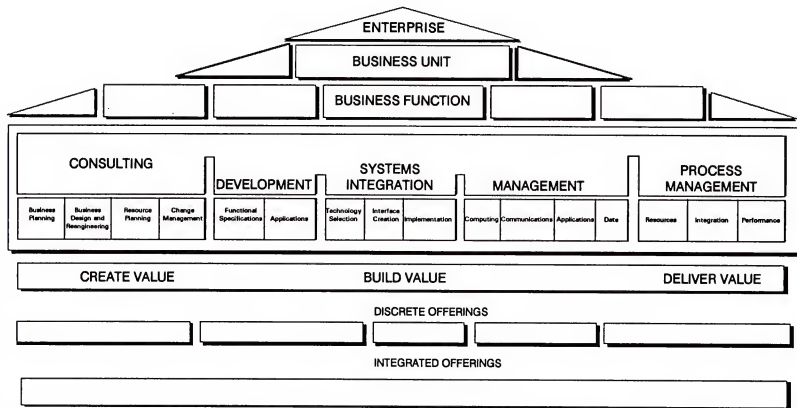 ENTERPRISE
BUSINESS UNIT
BUSINESS FUNCTION
CONSULTING
DEVELOPMENT
SYSTEMS
INTEGRATION
MANAGEMENT
PROCESS
MANAGEMENT
Business
Planning
Business
Design and
Reengineering
Resource
Planning
Change
Management
Functional
Specifications
Applications
Technology
Selection
Interface
Creation
Implementation
Computing
Communications
Applications
Data
Resources
Integration
Performance
CREATE VALUE
BUILD VALUE
DELIVER VALUE
DISCRETE OFFERINGS
INTEGRATED OFFERINGS